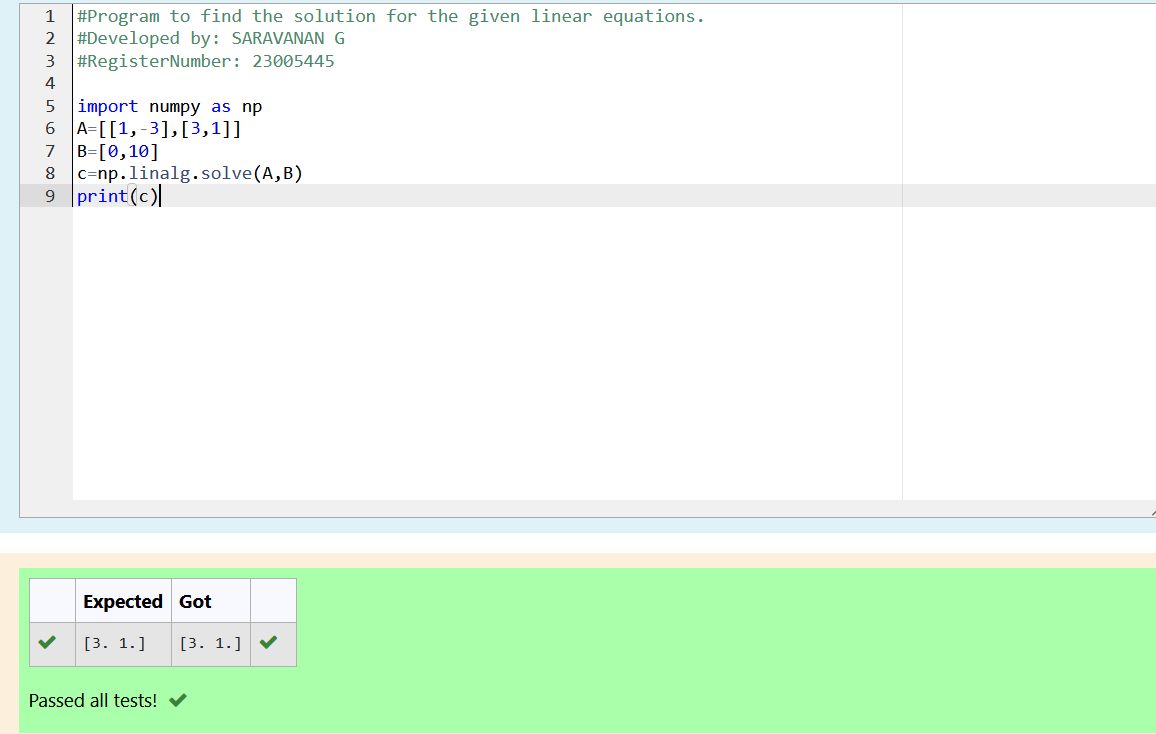 1 #Program to find the solution for the given linear equations.
2 #Developed by: SARAVANAN G
3 #RegisterNumber: 23005445
4
5 import numpy as np
6 A=[[1,-3],[3,1]]
7 B=[0,10]
8 c=np.linalg.solve(A,B)
9 print(c)
Expected Got
[3. 1.] [3. 1.]
Passed all tests!